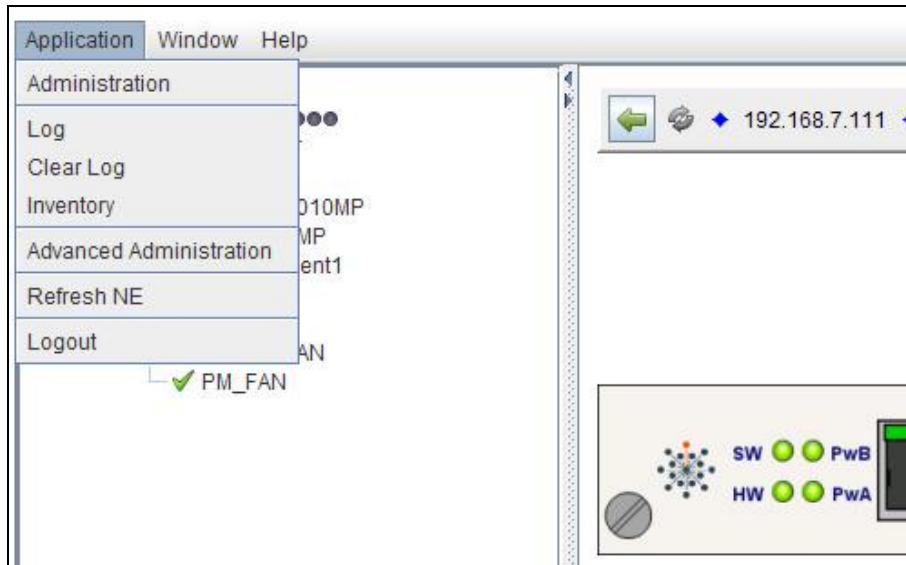 Application Window Help
Administration
Log
Clear Log
Inventory
Advanced Administration
Refresh NE
Logout
010MP
MP
ent1
AN
PM_FAN
192.168.7.111
SW PwB
HW PwA